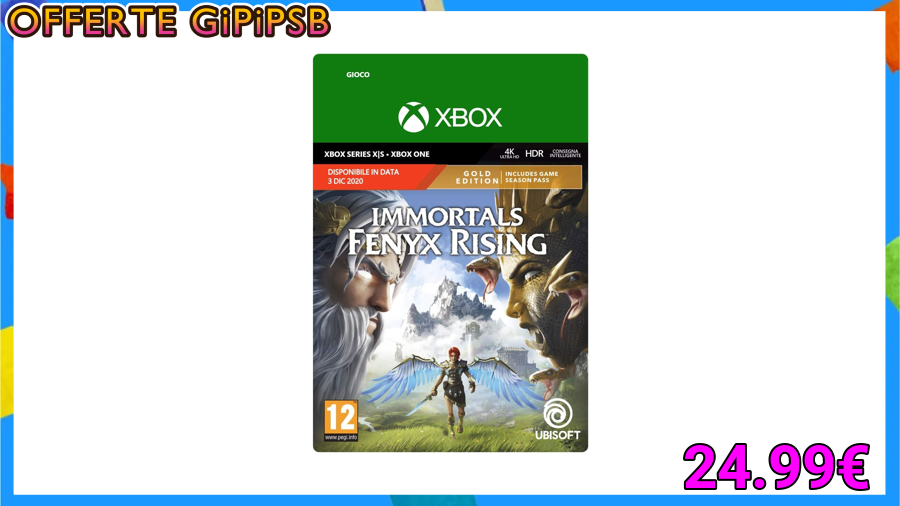 OFFERTE GiPiPSB
GIOCO
XBOX
XBOX SERIES X|S • XBOX ONE
4K
ULTRA HD
HDR
CONSEGNA
INTELLIGENTE
DISPONIBILE IN DATA
3 DIC 2020
GOLD
EDITION
INCLUDES GAME
SEASON PASS
IMMORTALS
FENYX RISING
12
www.pegi.info
UBISOFT
24.99€